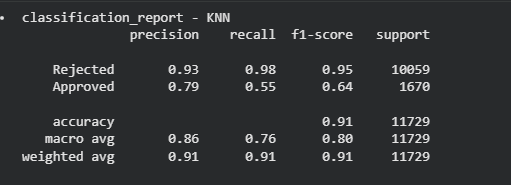 • classification_report - KNN
precision recall f1-score support
Rejected 0.93 0.98 0.95 10059
Approved 0.79 0.55 0.64 1670
accuracy 0.91 11729
macro avg 0.86 0.76 0.80 11729
weighted avg 0.91 0.91 0.91 11729